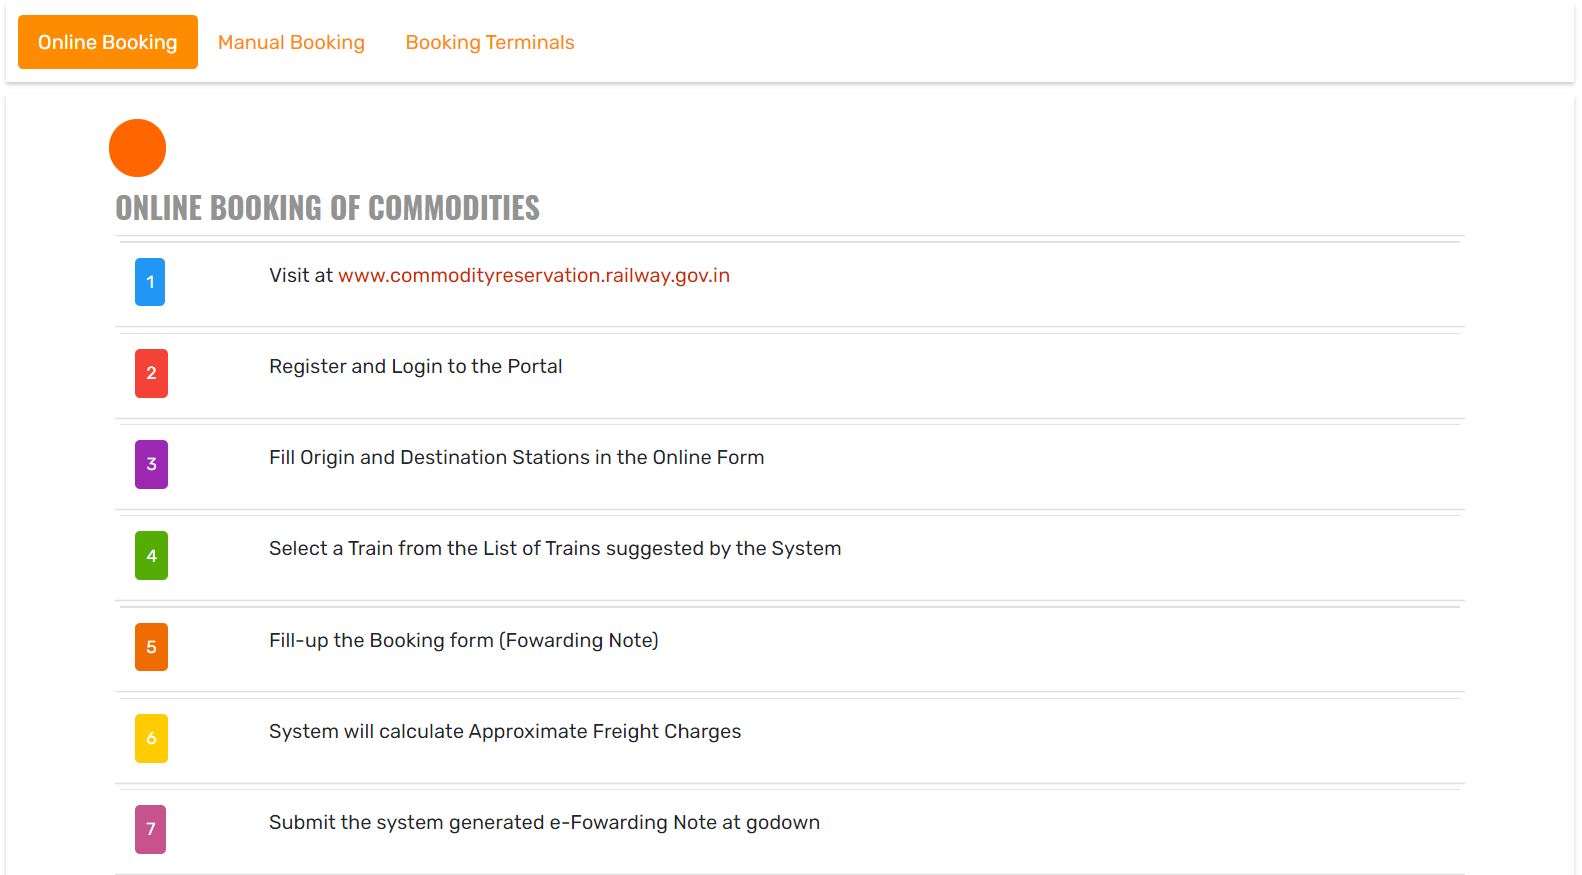 Online Booking Manual Booking Booking Terminals
ONLINE BOOKING OF COMMODITIES
1 Visit at www.commodityreservation.railway.gov.in
2 Register and Login to the Portal
3 Fill Origin and Destination Stations in the Online Form
4 Select a Train from the List of Trains suggested by the System
5 Fill-up the Booking form (Fowarding Note)
6 System will calculate Approximate Freight Charges
7 Submit the system generated e-Fowarding Note at godown